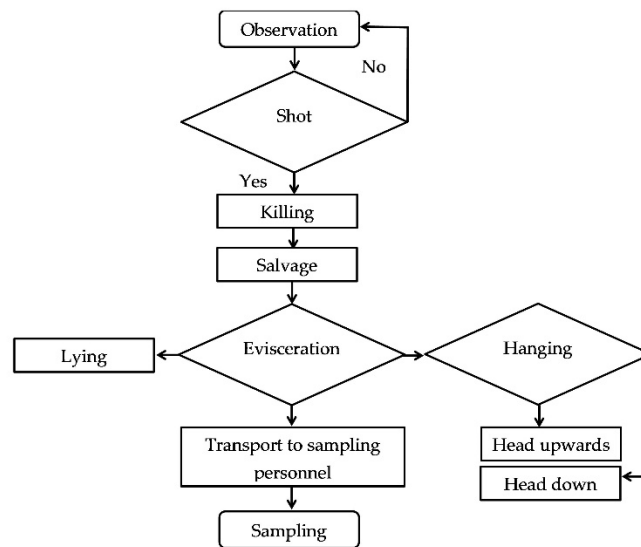 Observation
No
Shot
Yes
Killing
Salvage
Evisceration
Lying
Hanging
Transport to sampling
personnel
Head upwards
Head down
Sampling